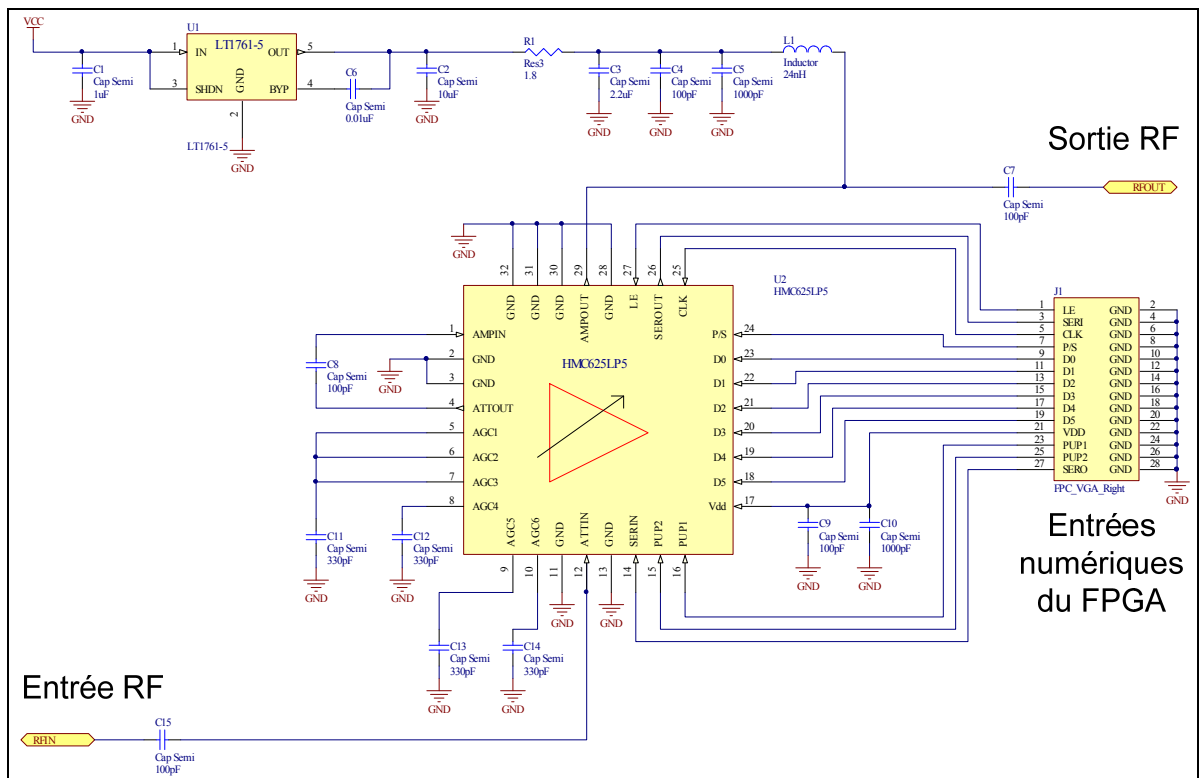 VCC
U1
LT1761-5
IN
OUT
SHDN
GND
BYP
1
3
5
4
2
LT1761-5
GND
C1
Cap Semi
1uF
GND
C6
Cap Semi
0.01uF
C2
Cap Semi
10uF
GND
R1
Res3
1.8
C3
Cap Semi
2.2uF
GND
C4
Cap Semi
100pF
GND
C5
Cap Semi
1000pF
GND
L1
Inductor
24nH
Sortie RF
C7
Cap Semi
100pF
RFOUT
GND
32
31
30
29
28
27
26
25
GND
GND
GND
AMPOUT
GND
LE
SEROUT
CLK
U2
HMC625LP5
HMC625LP5
1
AMPIN
2
GND
3
GND
4
ATTOUT
5
AGC1
6
AGC2
7
AGC3
8
AGC4
P/S
24
D0
23
D1
22
D2
21
D3
20
D4
19
D5
18
Vdd
17
AGC5
AGC6
GND
ATTIN
GND
SERIN
PUP2
PUP1
9
10
11
12
13
14
15
16
GND
C8
Cap Semi
100pF
C11
Cap Semi
330pF
GND
C12
Cap Semi
330pF
GND
C13
Cap Semi
330pF
GND
C14
Cap Semi
330pF
GND
GND
GND
C9
Cap Semi
100pF
GND
C10
Cap Semi
1000pF
GND
J1
1 LE GND 2
3 SERI GND 4
5 CLK GND 6
7 P/S GND 8
9 D0 GND 10
11 D1 GND 12
13 D2 GND 14
15 D3 GND 16
17 D4 GND 18
19 D5 GND 20
21 VDD GND 22
23 PUP1 GND 24
25 PUP2 GND 26
27 SERO GND 28
FPC_VGA_Right
GND
Entrées
numériques
du FPGA
Entrée RF
RFIN
C15
Cap Semi
100pF